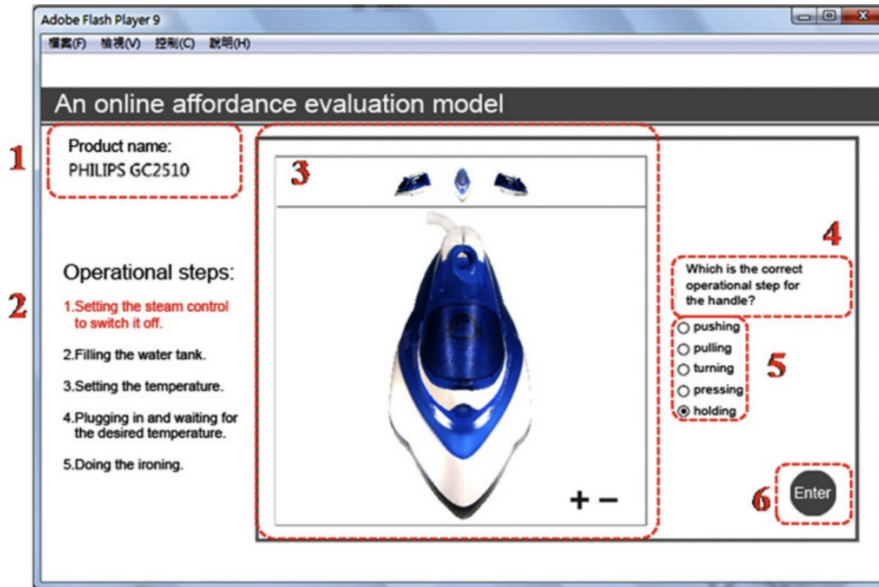 Adobe Flash Player 9
檔案(F) 檢視(V) 控制(C) 說明(H)
An online affordance evaluation model
1
Product name:
PHILIPS GC2510
2
Operational steps:
1.Setting the steam control
to switch it off.
2.Filling the water tank.
3.Setting the temperature.
4.Plugging in and waiting for
the desired temperature.
5.Doing the ironing.
3
+ −
4
Which is the correct
operational step for
the handle?
pushing
pulling
turning
pressing
holding
5
6
Enter